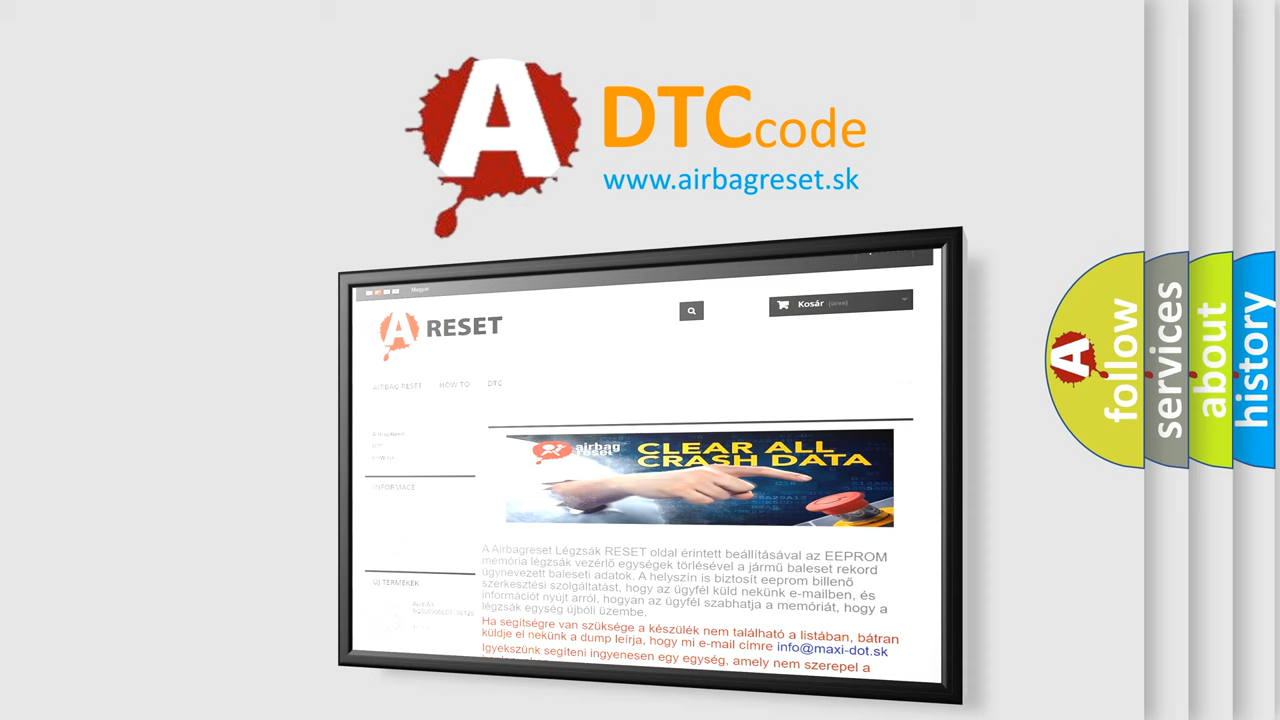 A DTCcode
www.airbagreset.sk
Magyar
A RESET
Kosár (üres)
AIRBAG RESET HOW TO DTC
INFORMACE
airbag
reset
CLEAR ALL
CRASH DATA
A Airbagreset Légzsák RESET oldal érintett beállításával az EEPROM
memória légzsák vezérlő egységek törlésével a jármű baleset rekord
úgynevezett baleseti adatok. A helyszín is biztosít eeprom billenő
szerkesztési szolgáltatást, hogy az ügyfél küld nekünk e-mailben, és
információt nyújt arról, hogyan az ügyfél szabhatja a memóriát, hogy a
légzsák egység újbóli üzembe.
Ha segítségre van szüksége a készülék nem található a listában, bátran
küldje el nekünk a dump leírja, hogy mi e-mail címre info@maxi-dot.sk
Igyekszünk segíteni ingyenesen egy egység, amely nem szerepel a
ÚJ TERMÉKEK
A
follow
services
about
history